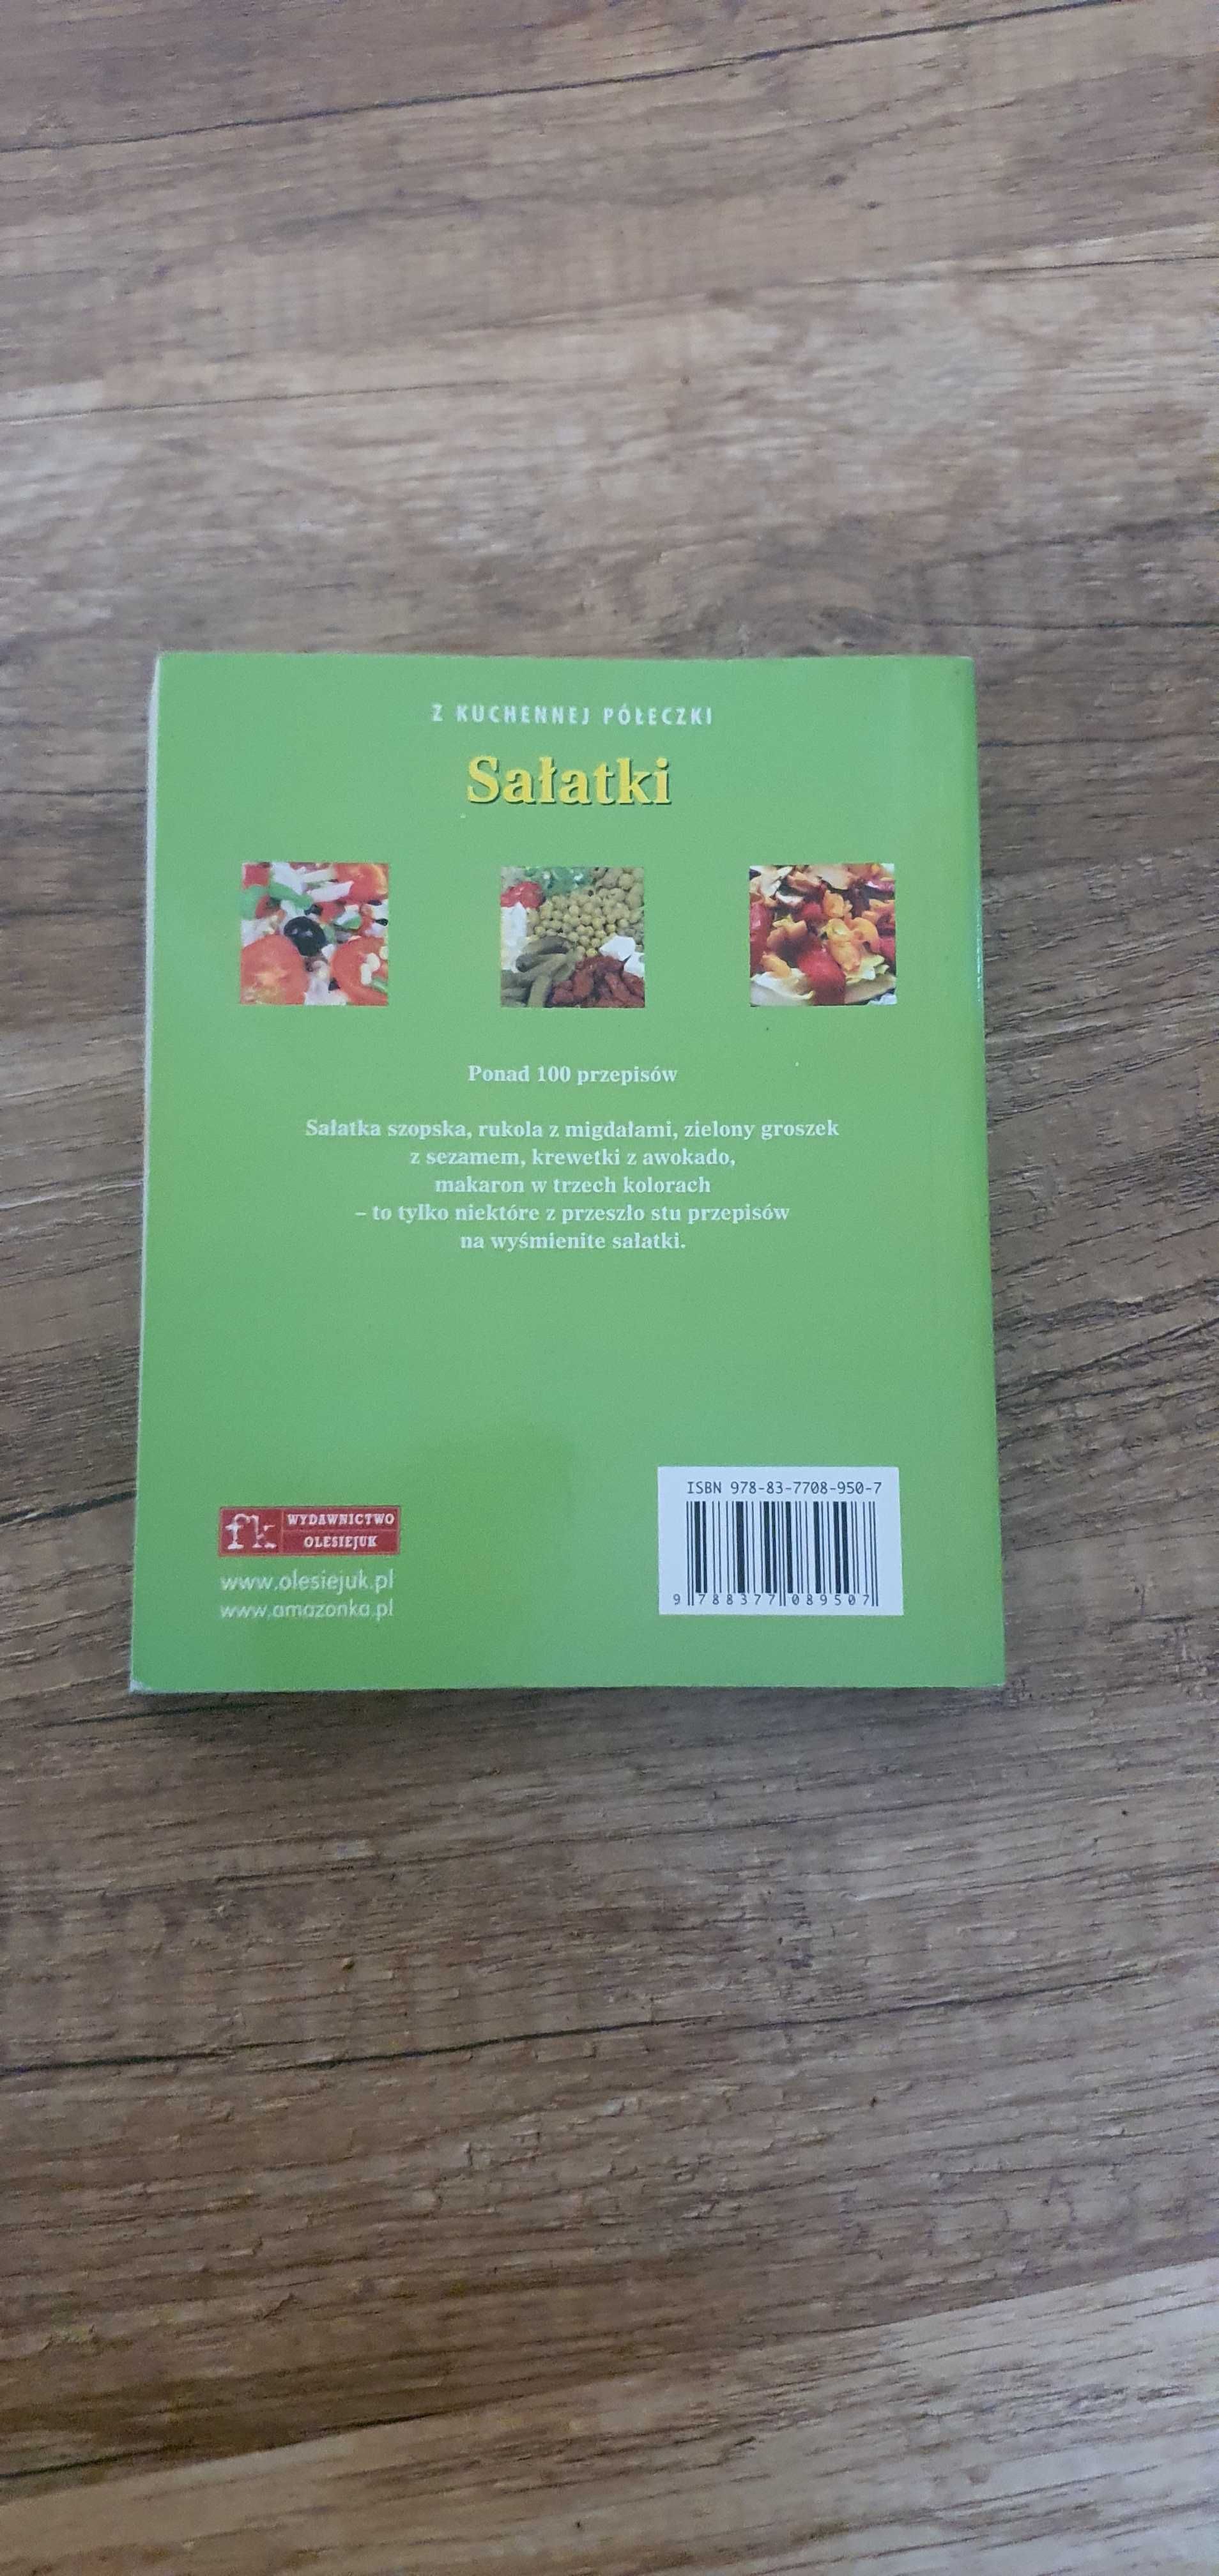 Z KUCHENNEJ PÓŁECZKI
Sałatki
Ponad 100 przepisów
Sałatka szopska, rukola z migdałami, zielony groszek
z sezamem, krewetki z awokado,
makaron w trzech kolorach
– to tylko niektóre z przeszło stu przepisów
na wyśmienite sałatki.
fk WYDAWNICTWO
OLESIEJUK
www.olesiejuk.pl
www.amazonka.pl
ISBN 978-83-7708-950-7
9 788377 089507